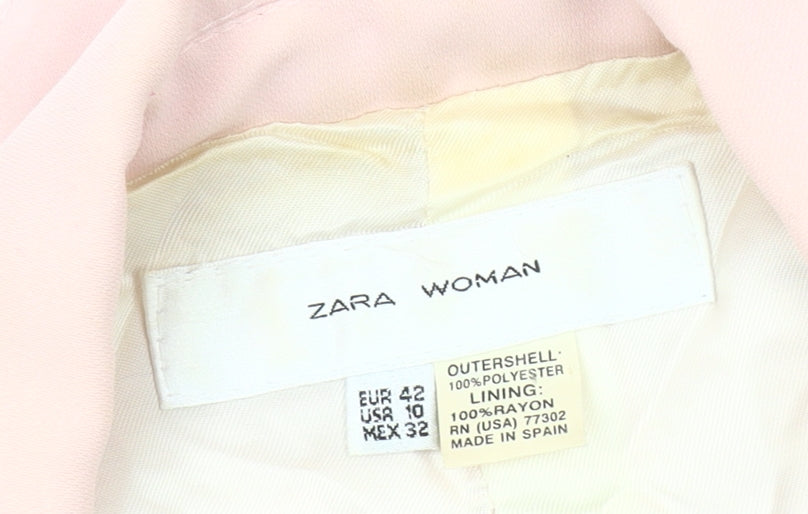 ZARA WOMAN
EUR 42
USA 10
MEX 32
OUTERSHELL:
100%POLYESTER
LINING:
100%RAYON
RN (USA) 77302
MADE IN SPAIN